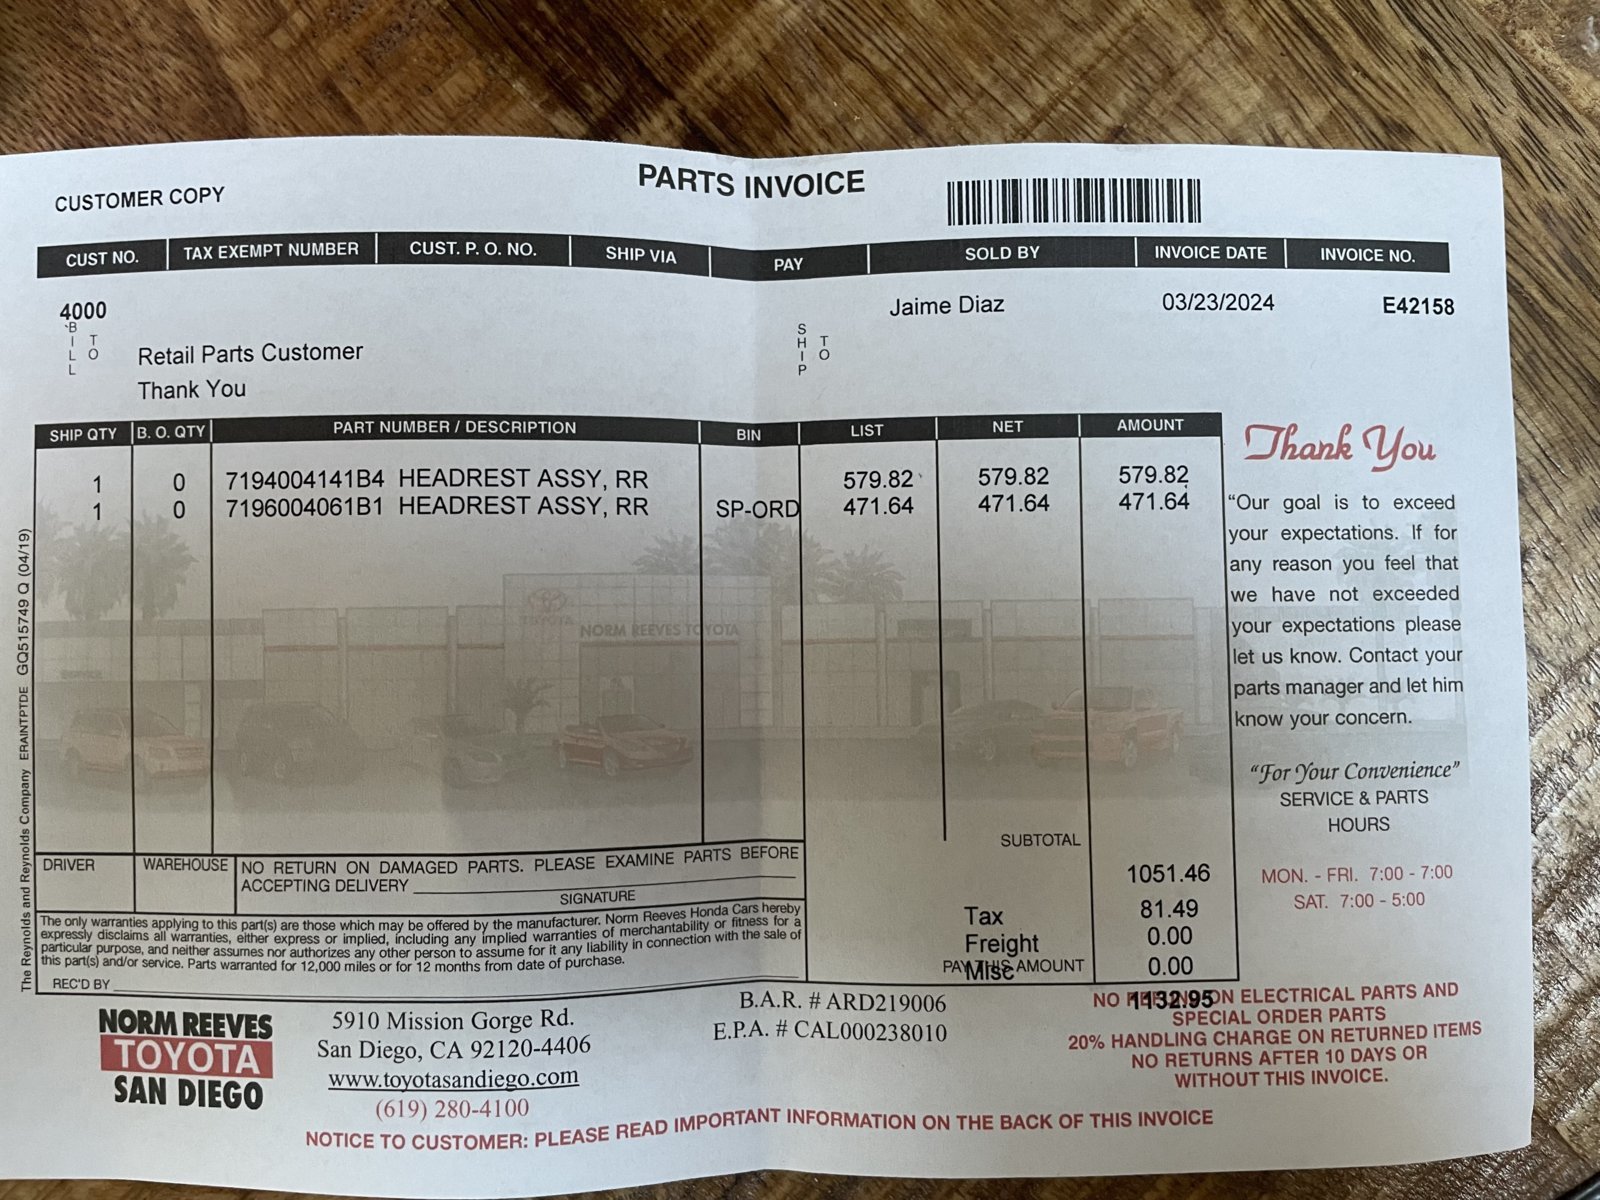 CUSTOMER COPY
PARTS INVOICE
CUST NO. TAX EXEMPT NUMBER CUST. P. O. NO. SHIP VIA PAY SOLD BY INVOICE DATE INVOICE NO.
4000 Jaime Diaz 03/23/2024 E42158
BILL TO
SHIP TO
Retail Parts Customer
Thank You
SHIP QTY B. O. QTY PART NUMBER / DESCRIPTION BIN LIST NET AMOUNT
1 0 7194004141B4 HEADREST ASSY, RR 579.82 579.82 579.82
1 0 7196004061B1 HEADREST ASSY, RR SP-ORD 471.64 471.64 471.64
Thank You
“Our goal is to exceed
your expectations. If for
any reason you feel that
we have not exceeded
your expectations please
let us know. Contact your
parts manager and let him
know your concern.
TOYOTA
NORM REEVES TOYOTA
“For Your Convenience”
SERVICE & PARTS
HOURS
MON. - FRI. 7:00 - 7:00
SAT. 7:00 - 5:00
The Reynolds and Reynolds Company ERAINTPTDE GQ515749 Q (04/19)
SUBTOTAL
1051.46
Tax 81.49
Freight 0.00
PAY THIS AMOUNT
Misc 0.00
1132.95
DRIVER WAREHOUSE NO RETURN ON DAMAGED PARTS. PLEASE EXAMINE PARTS BEFORE
ACCEPTING DELIVERY
SIGNATURE
The only warranties applying to this part(s) are those which may be offered by the manufacturer. Norm Reeves Honda Cars hereby
expressly disclaims all warranties, either express or implied, including any implied warranties of merchantability or fitness for a
particular purpose, and neither assumes nor authorizes any other person to assume for it any liability in connection with the sale of
this part(s) and/or service. Parts warranted for 12,000 miles or for 12 months from date of purchase.
REC'D BY
NORM REEVES
TOYOTA
SAN DIEGO
5910 Mission Gorge Rd.
San Diego, CA 92120-4406
www.toyotasandiego.com
(619) 280-4100
B.A.R. # ARD219006
E.P.A. # CAL000238010
NO ON ELECTRICAL PARTS AND
SPECIAL ORDER PARTS
20% HANDLING CHARGE ON RETURNED ITEMS
NO RETURNS AFTER 10 DAYS OR
WITHOUT THIS INVOICE.
NOTICE TO CUSTOMER: PLEASE READ IMPORTANT INFORMATION ON THE BACK OF THIS INVOICE